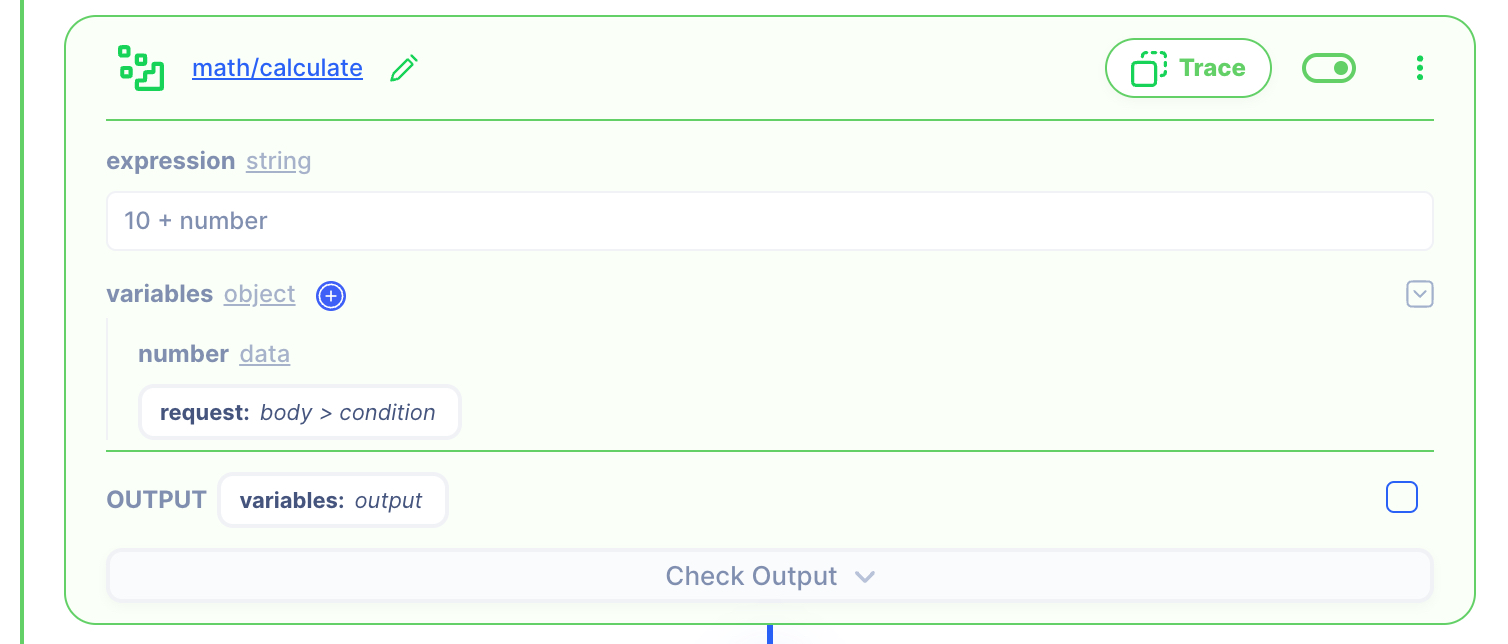 math/calculate Trace
expression string
10 + number
variables object
number data
request: body > condition
OUTPUT variables: output
Check Output